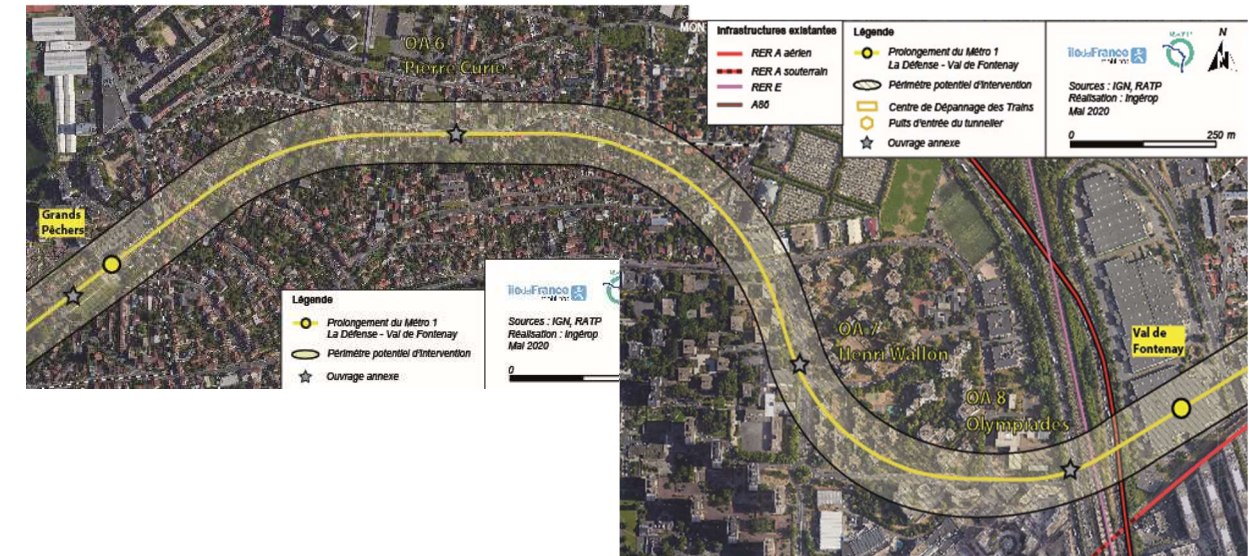 OA 6
Pierre Curie
Grands
Pêchers
Légende
Prolongement du Métro 1
La Défense - Val de Fontenay
Périmètre potentiel d'intervention
Ouvrage annexe
îledeFrance
Sources : IGN, RATP
Réalisation : Ingérop
Mai 2020
0
Infrastructures existantes
RER A aérien
RER A souterrain
RER E
A86
Légende
Prolongement du Métro 1
La Défense - Val de Fontenay
Périmètre potentiel d'intervention
Centre de Dépannage des Trains
Puits d'entrée du tunnelier
Ouvrage annexe
îledeFrance
RATP
N
Sources : IGN, RATP
Réalisation : Ingérop
Mai 2020
0 250 m
OA 7
Henri Wallon
OA 8
Olympiades
Val de
Fontenay